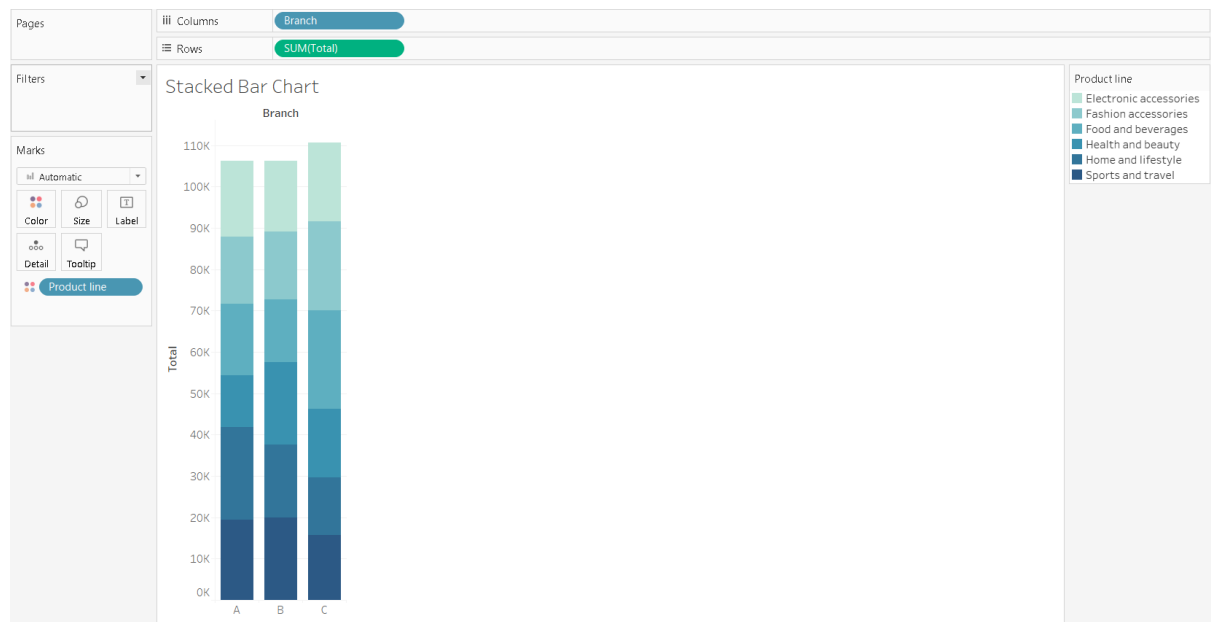 Pages
Columns
Branch
Rows
SUM(Total)
Filters
Marks
Automatic
Color
Size
Label
Detail
Tooltip
Product line
Stacked Bar Chart
Branch
Total
110K
100K
90K
80K
70K
60K
50K
40K
30K
20K
10K
0K
A B C
Product line
Electronic accessories
Fashion accessories
Food and beverages
Health and beauty
Home and lifestyle
Sports and travel